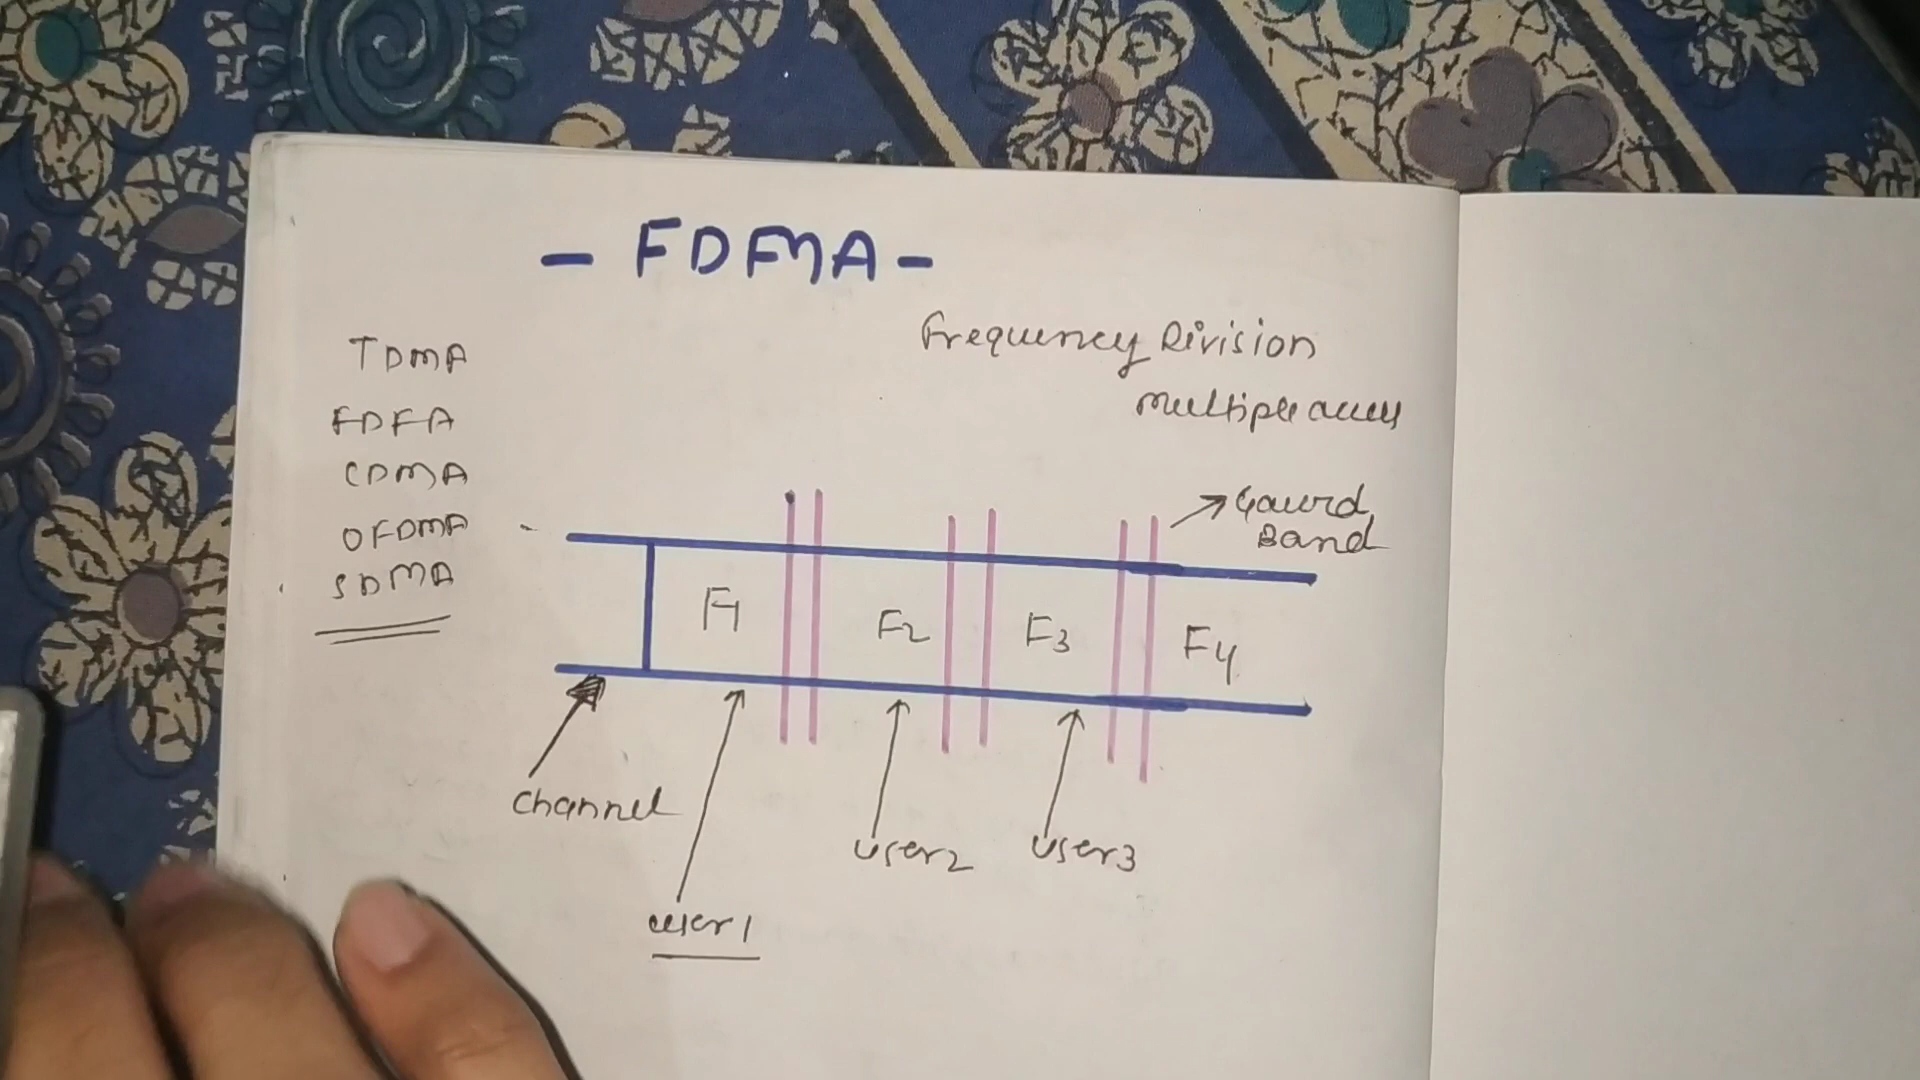 - FDFMA -
Frequency Division
multiple access
TDMA
FDFA
CDMA
OFDMA
SDMA
Gaurd
Band
F1
F2
F3
F4
channel
user2
user3
user1